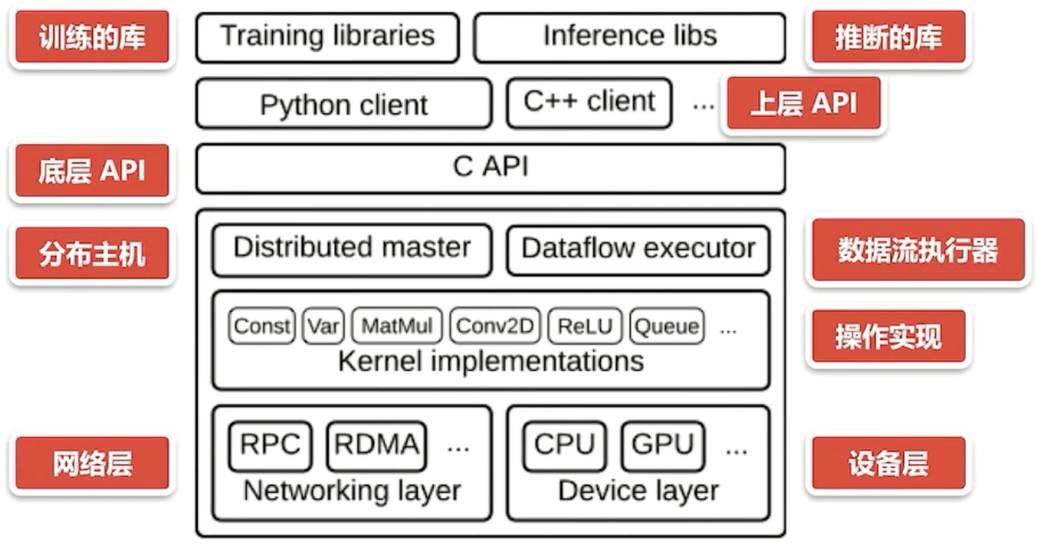 训练的库
Training libraries
Inference libs
推断的库
Python client
C++ client
...
上层 API
底层 API
C API
分布主机
Distributed master
Dataflow executor
数据流执行器
Const Var MatMul Conv2D ReLU Queue ...
Kernel implementations
操作实现
网络层
RPC RDMA ...
Networking layer
CPU GPU ...
Device layer
设备层